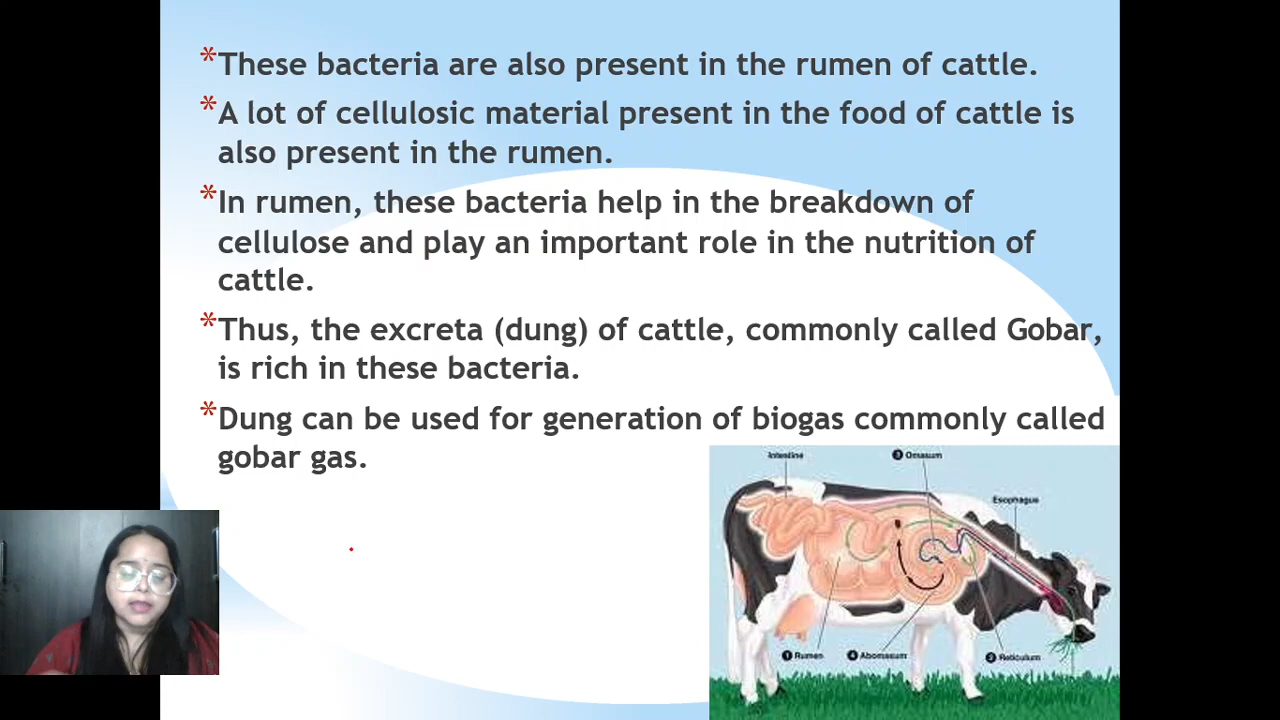 *These bacteria are also present in the rumen of cattle.
*A lot of cellulosic material present in the food of cattle is
also present in the rumen.
*In rumen, these bacteria help in the breakdown of
cellulose and play an important role in the nutrition of
cattle.
*Thus, the excreta (dung) of cattle, commonly called Gobar,
is rich in these bacteria.
*Dung can be used for generation of biogas commonly called
gobar gas.
Intestine
3 Omasum
Esophagus
1 Rumen
4 Abomasum
2 Reticulum